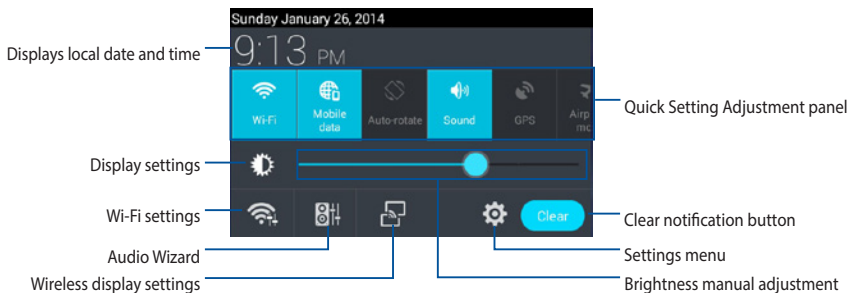 Sunday January 26, 2014
Displays local date and time
9:13 PM
Wi-Fi
Mobile data
Auto-rotate
Sound
GPS
Airp
mo
Quick Setting Adjustment panel
Display settings
Wi-Fi settings
Clear
Clear notification button
Audio Wizard
Settings menu
Wireless display settings
Brightness manual adjustment